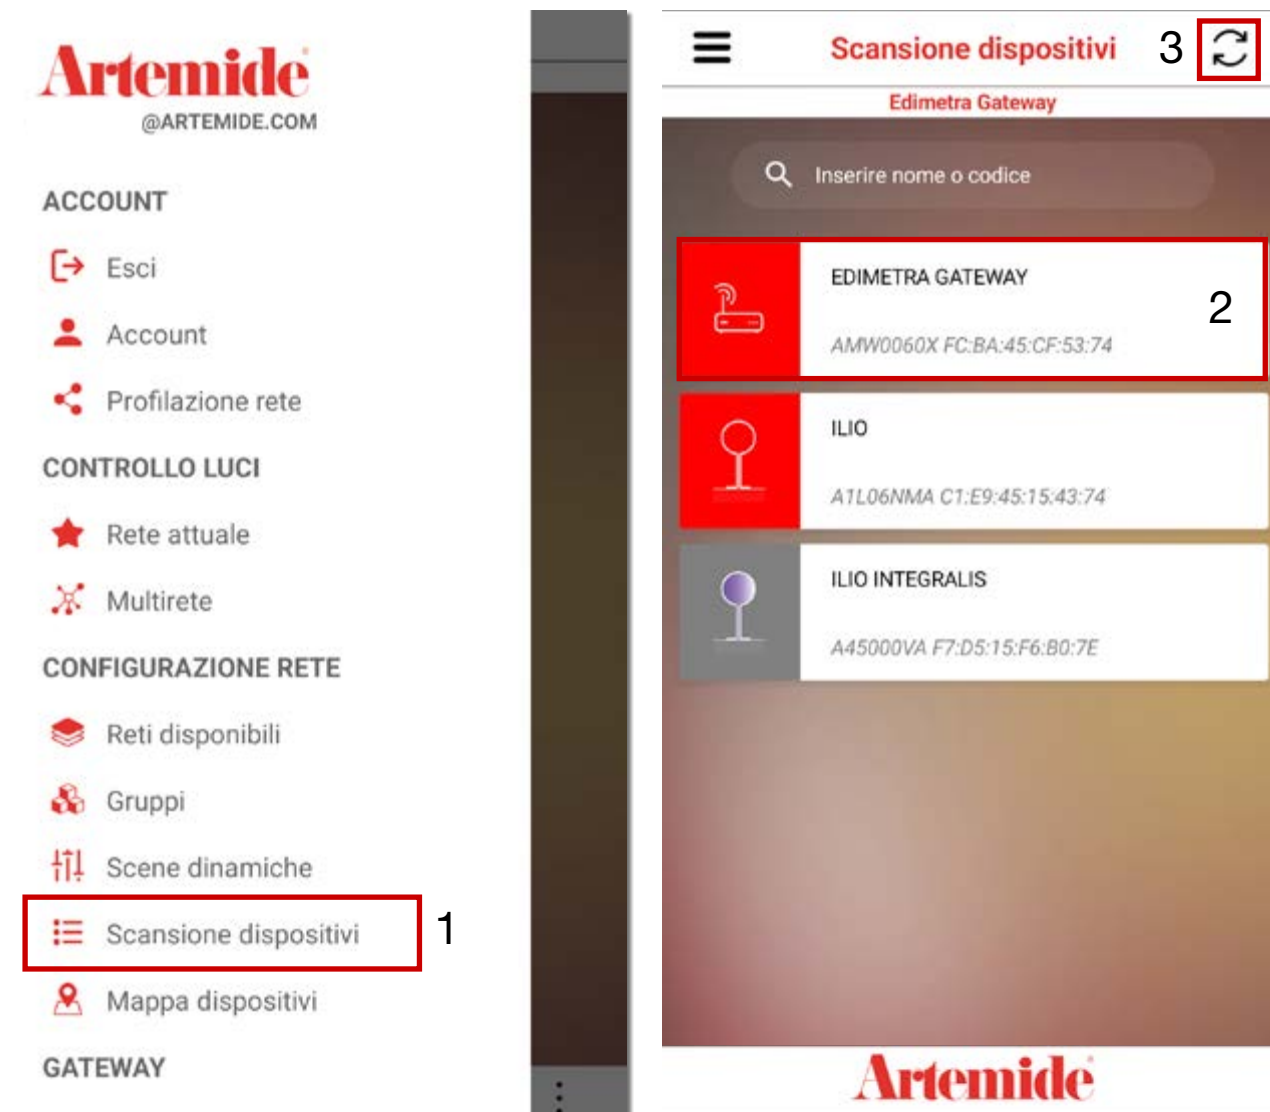 Artemide
@ARTEMIDE.COM
ACCOUNT
Esci
Account
Profilazione rete
CONTROLLO LUCI
Rete attuale
Multirete
CONFIGURAZIONE RETE
Reti disponibili
Gruppi
Scene dinamiche
Scansione dispositivi 1
Mappa dispositivi
GATEWAY
Scansione dispositivi 3
Edimetra Gateway
Inserire nome o codice
EDIMETRA GATEWAY
2
AMW0060X FC:BA:45:CF:53:74
ILIO
A1L06NMA C1:E9:45:15:43:74
ILIO INTEGRALIS
A45000VA F7:D5:15:F6:B0:7E
Artemide